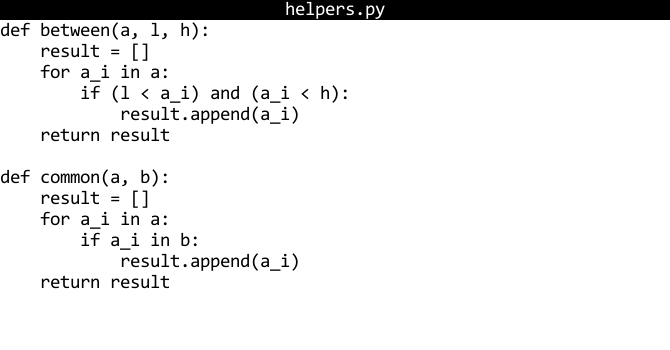 helpers.py
def between(a, l, h):
    result = []
    for a_i in a:
        if (l < a_i) and (a_i < h):
            result.append(a_i)
    return result

def common(a, b):
    result = []
    for a_i in a:
        if a_i in b:
            result.append(a_i)
    return result